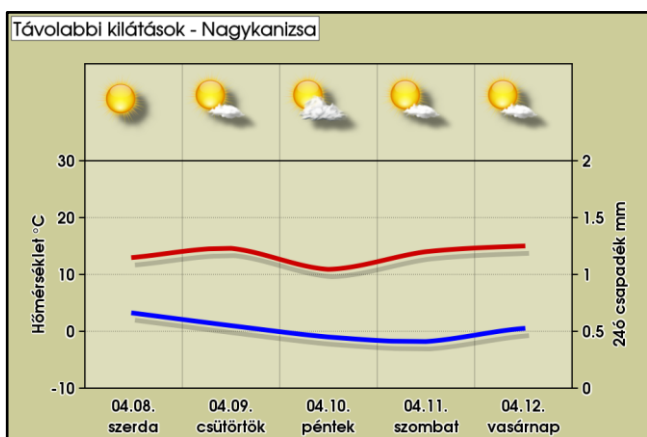 Távolabbi kilátások - Nagykanizsa
30
20
10
0
-10
Hőmérséklet °C
2
1.5
1
0.5
0
24ó csapadék mm
04.08. 04.09. 04.10. 04.11. 04.12.
szerda csütörtök péntek szombat vasárnap